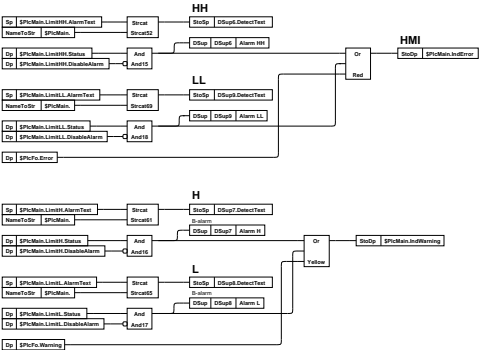 HH
Sp $PlcMain.LimitHH.AlarmText Strcat StoSp DSup6.DetectText
NameToStr $PlcMain. Strcat52
HMI
DSup DSup6 Alarm HH
Dp $PlcMain.LimitHH.Status And Or StoDp $PlcMain.IndError
Dp $PlcMain.LimitHH.DisableAlarm And15
Red
LL
Sp $PlcMain.LimitLL.AlarmText Strcat StoSp DSup9.DetectText
NameToStr $PlcMain. Strcat69
DSup DSup9 Alarm LL
Dp $PlcMain.LimitLL.Status And
Dp $PlcMain.LimitLL.DisableAlarm And18
Dp $PlcFo.Error
H
Sp $PlcMain.LimitH.AlarmText Strcat StoSp DSup7.DetectText
NameToStr $PlcMain. Strcat61
B-alarm
DSup DSup7 Alarm H
Dp $PlcMain.LimitH.Status And Or StoDp $PlcMain.IndWarning
Dp $PlcMain.LimitH.DisableAlarm And16
Yellow
L
Sp $PlcMain.LimitL.AlarmText Strcat StoSp DSup8.DetectText
NameToStr $PlcMain. Strcat65
B-alarm
DSup DSup8 Alarm L
Dp $PlcMain.LimitL.Status And
Dp $PlcMain.LimitL.DisableAlarm And17
Dp $PlcFo.Warning